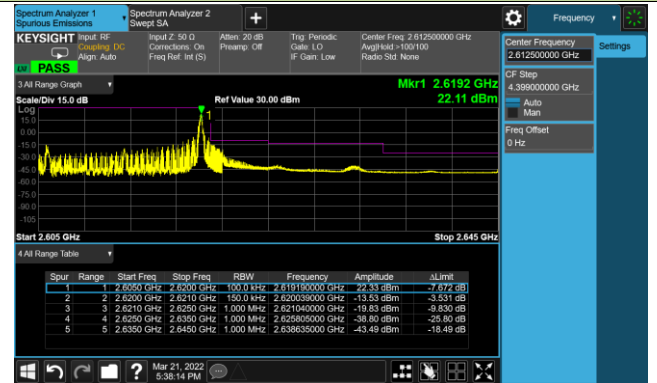 Spectrum Analyzer 1
Spurious Emissions
Spectrum Analyzer 2
Swept SA
Frequency
KEYSIGHT
Input: RF
Coupling: DC
Align: Auto
Input Z: 50 Ω
Corrections: On
Freq Ref: Int (S)
Atten: 20 dB
Preamp: Off
Trig: Periodic
Gate: LO
IF Gain: Low
Center Freq: 2.612500000 GHz
Avg|Hold:>100/100
Radio Std: None
LXI
PASS
Center Frequency
2.612500000 GHz
Settings
CF Step
4.399000000 GHz
Auto
Man
Freq Offset
0 Hz
3 All Range Graph
Mkr1 2.6192 GHz
22.11 dBm
Scale/Div 15.0 dB
Ref Value 30.00 dBm
Log
1
15.0
0.00
-15.0
-30.0
-45.0
-60.0
-75.0
-90.0
-105
Start 2.605 GHz
Stop 2.645 GHz
4 All Range Table
Spur Range Start Freq Stop Freq RBW Frequency Amplitude ΔLimit
1 1 2.6050 GHz 2.6200 GHz 100.0 kHz 2.619190000 GHz 22.33 dBm -7.672 dB
2 2 2.6200 GHz 2.6210 GHz 150.0 kHz 2.620039000 GHz -13.53 dBm -3.531 dB
3 3 2.6210 GHz 2.6250 GHz 1.000 MHz 2.621040000 GHz -19.83 dBm -9.830 dB
4 4 2.6250 GHz 2.6350 GHz 1.000 MHz 2.625805000 GHz -38.80 dBm -25.80 dB
5 5 2.6350 GHz 2.6450 GHz 1.000 MHz 2.638635000 GHz -43.49 dBm -18.49 dB
Mar 21, 2022
5:38:14 PM